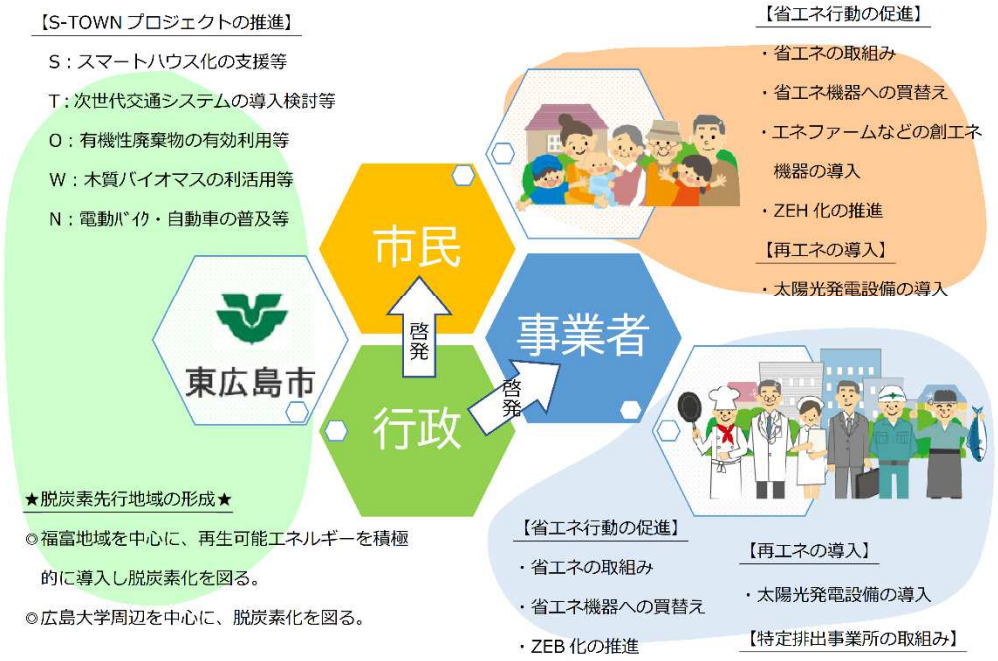 【S-TOWN プロジェクトの推進】
S：スマートハウス化の支援等
T：次世代交通システムの導入検討等
O：有機性廃棄物の有効利用等
W：木質バイオマスの利活用等
N：電動ﾊﾞｲｸ・自動車の普及等
【省エネ行動の促進】
・省エネの取組み
・省エネ機器への買替え
・エネファームなどの創エネ
機器の導入
・ZEH 化の推進
【再エネの導入】
・太陽光発電設備の導入
市民
啓発
事業者
啓発
行政
東広島市
★脱炭素先行地域の形成★
◎福富地域を中心に、再生可能エネルギーを積極
的に導入し脱炭素化を図る。
◎広島大学周辺を中心に、脱炭素化を図る。
【省エネ行動の促進】
・省エネの取組み
・省エネ機器への買替え
・ZEB 化の推進
【再エネの導入】
・太陽光発電設備の導入
【特定排出事業所の取組み】